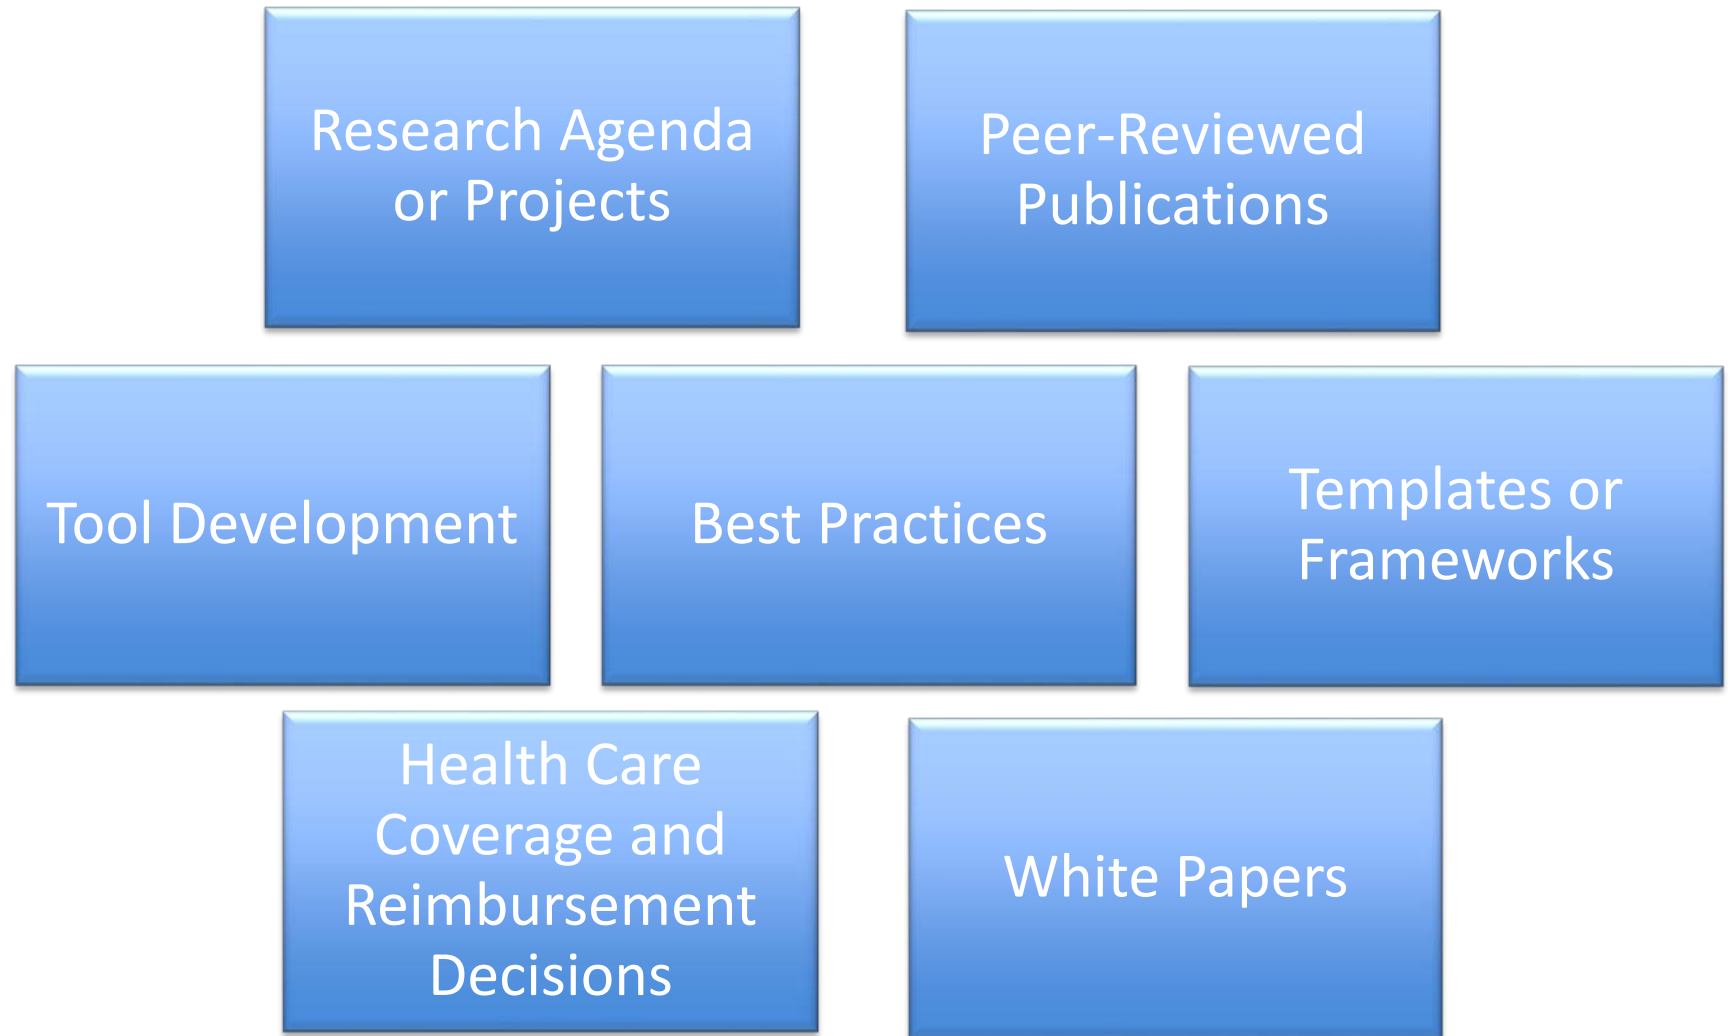 Research Agenda
or Projects
Peer-Reviewed
Publications
Tool Development
Best Practices
Templates or
Frameworks
Health Care
Coverage and
Reimbursement
Decisions
White Papers